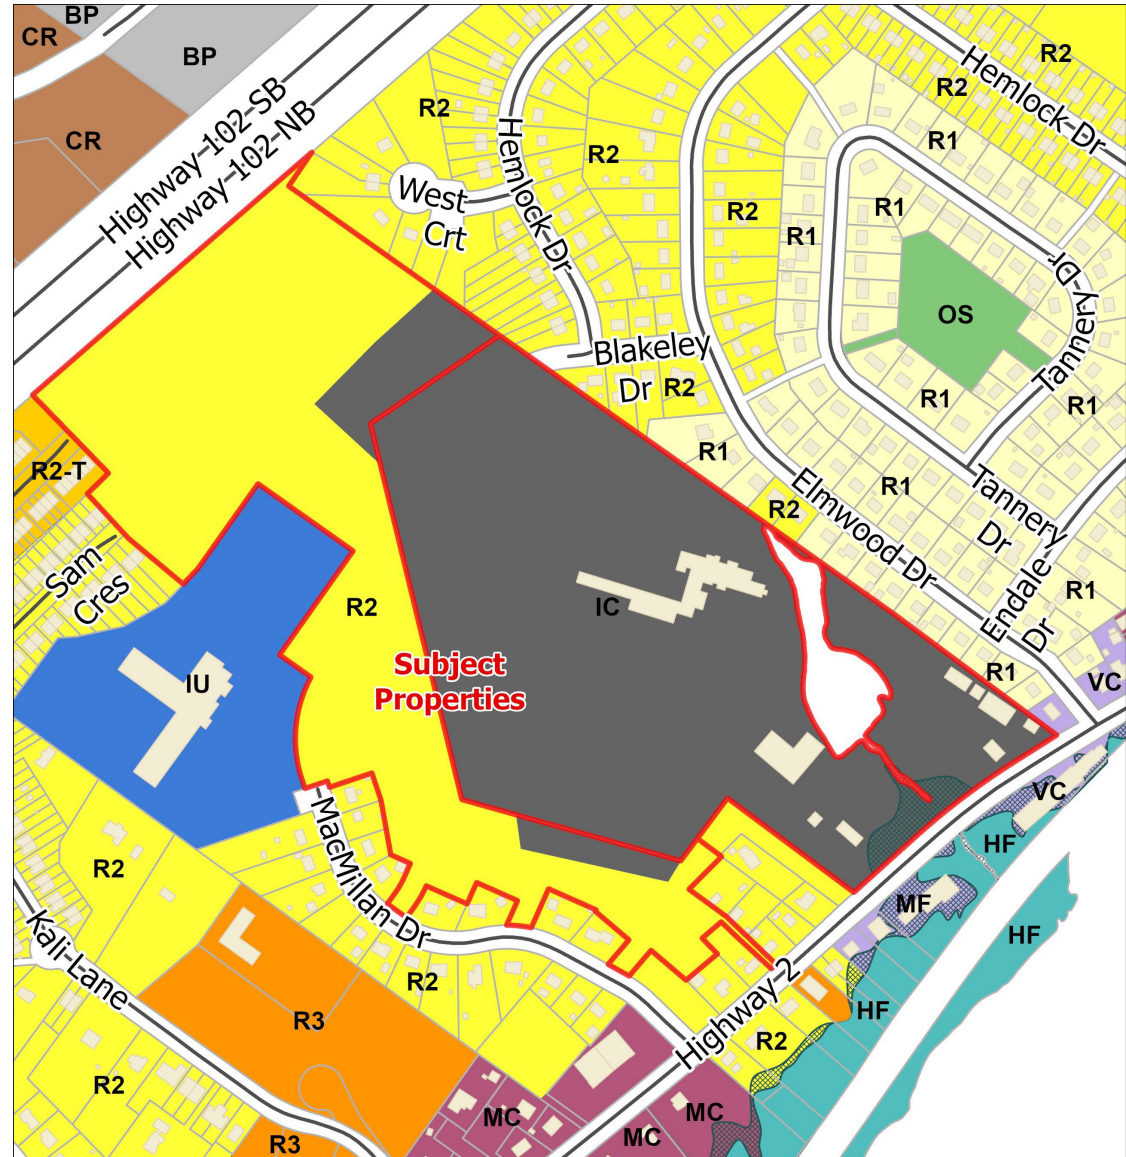 BP
CR
BP
CR
Highway-102-SB
Highway-102-NB
R2
Hemlock-Dr
R2
West
Crt
R2
Hemlock-Dr
R2
R2
R1
R1
R1
Tannery Dr
OS
Tannery
Blakeley
Dr
R2
R1
R1
R1
R2
R1
Elmwood-Dr
Tannery
Dr
Endale
Dr
R1
R1
VC
R2-T
Sam
Cres
R2
IC
Subject
Properties
IU
VC
HF
MF
HF
HF
MacMillan-Dr
R2
Kali-Lane
R2
R3
Highway 2
R2
R2
MC
MC
MC
R3